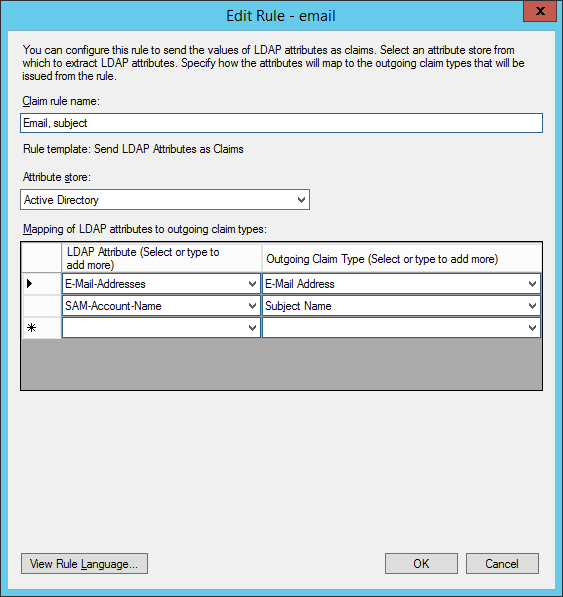 Edit Rule - email
x
You can configure this rule to send the values of LDAP attributes as claims. Select an attribute store from
which to extract LDAP attributes. Specify how the attributes will map to the outgoing claim types that will be
issued from the rule.
Claim rule name:
Email, subject
Rule template: Send LDAP Attributes as Claims
Attribute store:
Active Directory
Mapping of LDAP attributes to outgoing claim types:
LDAP Attribute (Select or type to
add more)
Outgoing Claim Type (Select or type to add more)
E-Mail-Addresses
E-Mail Address
SAM-Account-Name
Subject Name
View Rule Language...
OK
Cancel